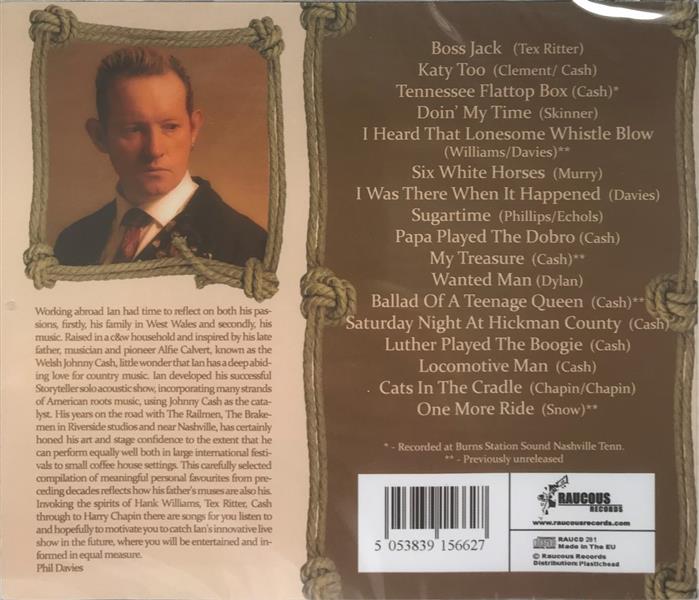 Working abroad Ian had time to reflect on both his pas-
sions, firstly, his family in West Wales and secondly, his
music. Raised in a c&w household and inspired by his late
father, musician and pioneer Alfie Calvert, known as the
Welsh Johnny Cash, little wonder that Ian has a deep abid-
ing love for country music. Ian developed his successful
Storyteller solo acoustic show, incorporating many strands
of American roots music, using Johnny Cash as the cata-
lyst. His years on the road with The Railmen, The Brake-
men in Riverside studios and near Nashville, has certainly
honed his art and stage confidence to the extent that he
can perform equally well both in large international festi-
vals to small coffee house settings. This carefully selected
compilation of meaningful personal favourites from pre-
ceding decades reflects how his father's muses are also his.
Invoking the spirits of Hank Williams, Tex Ritter, Cash
through to Harry Chapin there are songs for you listen to
and hopefully to motivate you to catch Ian's innovative live
show in the future, where you will be entertained and in-
formed in equal measure.
Phil Davies
Boss Jack (Tex Ritter)
Katy Too (Clement/ Cash)
Tennessee Flattop Box (Cash)*
Doin' My Time (Skinner)
I Heard That Lonesome Whistle Blow
(Williams/Davies)**
Six White Horses (Murry)
I Was There When It Happened (Davies)
Sugartime (Phillips/Echols)
Papa Played The Dobro (Cash)
My Treasure (Cash)**
Wanted Man (Dylan)
Ballad Of A Teenage Queen (Cash)**
Saturday Night At Hickman County (Cash)
Luther Played The Boogie (Cash)
Locomotive Man (Cash)
Cats In The Cradle (Chapin/Chapin)
One More Ride (Snow)**
* - Recorded at Burns Station Sound Nashville Tenn.
** - Previously unreleased
5 053839 156627
RAUCOUS
RECORDS
www.raucousrecords.com
RAUCD 281
Made In The EU
© Raucous Records
Distribution: Plastichead